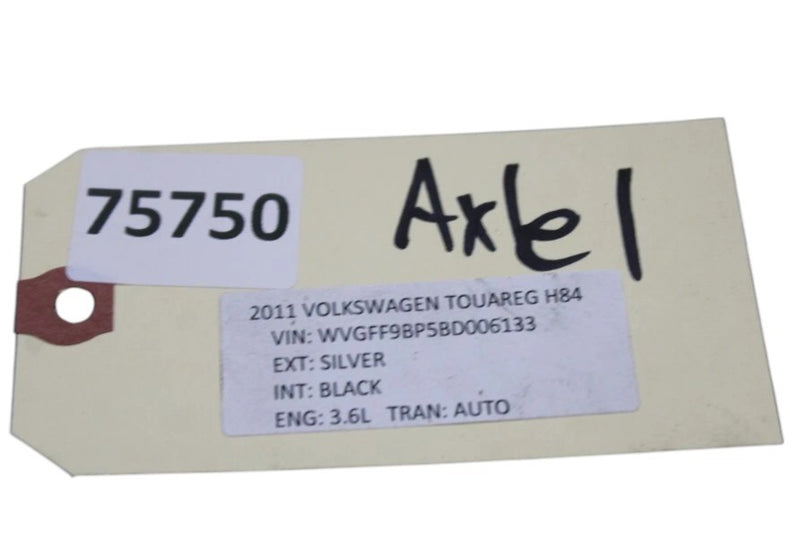 75750
Axle 1
2011 VOLKSWAGEN TOUAREG H84
VIN: WVGFF9BP5BD006133
EXT: SILVER
INT: BLACK
ENG: 3.6L TRAN: AUTO